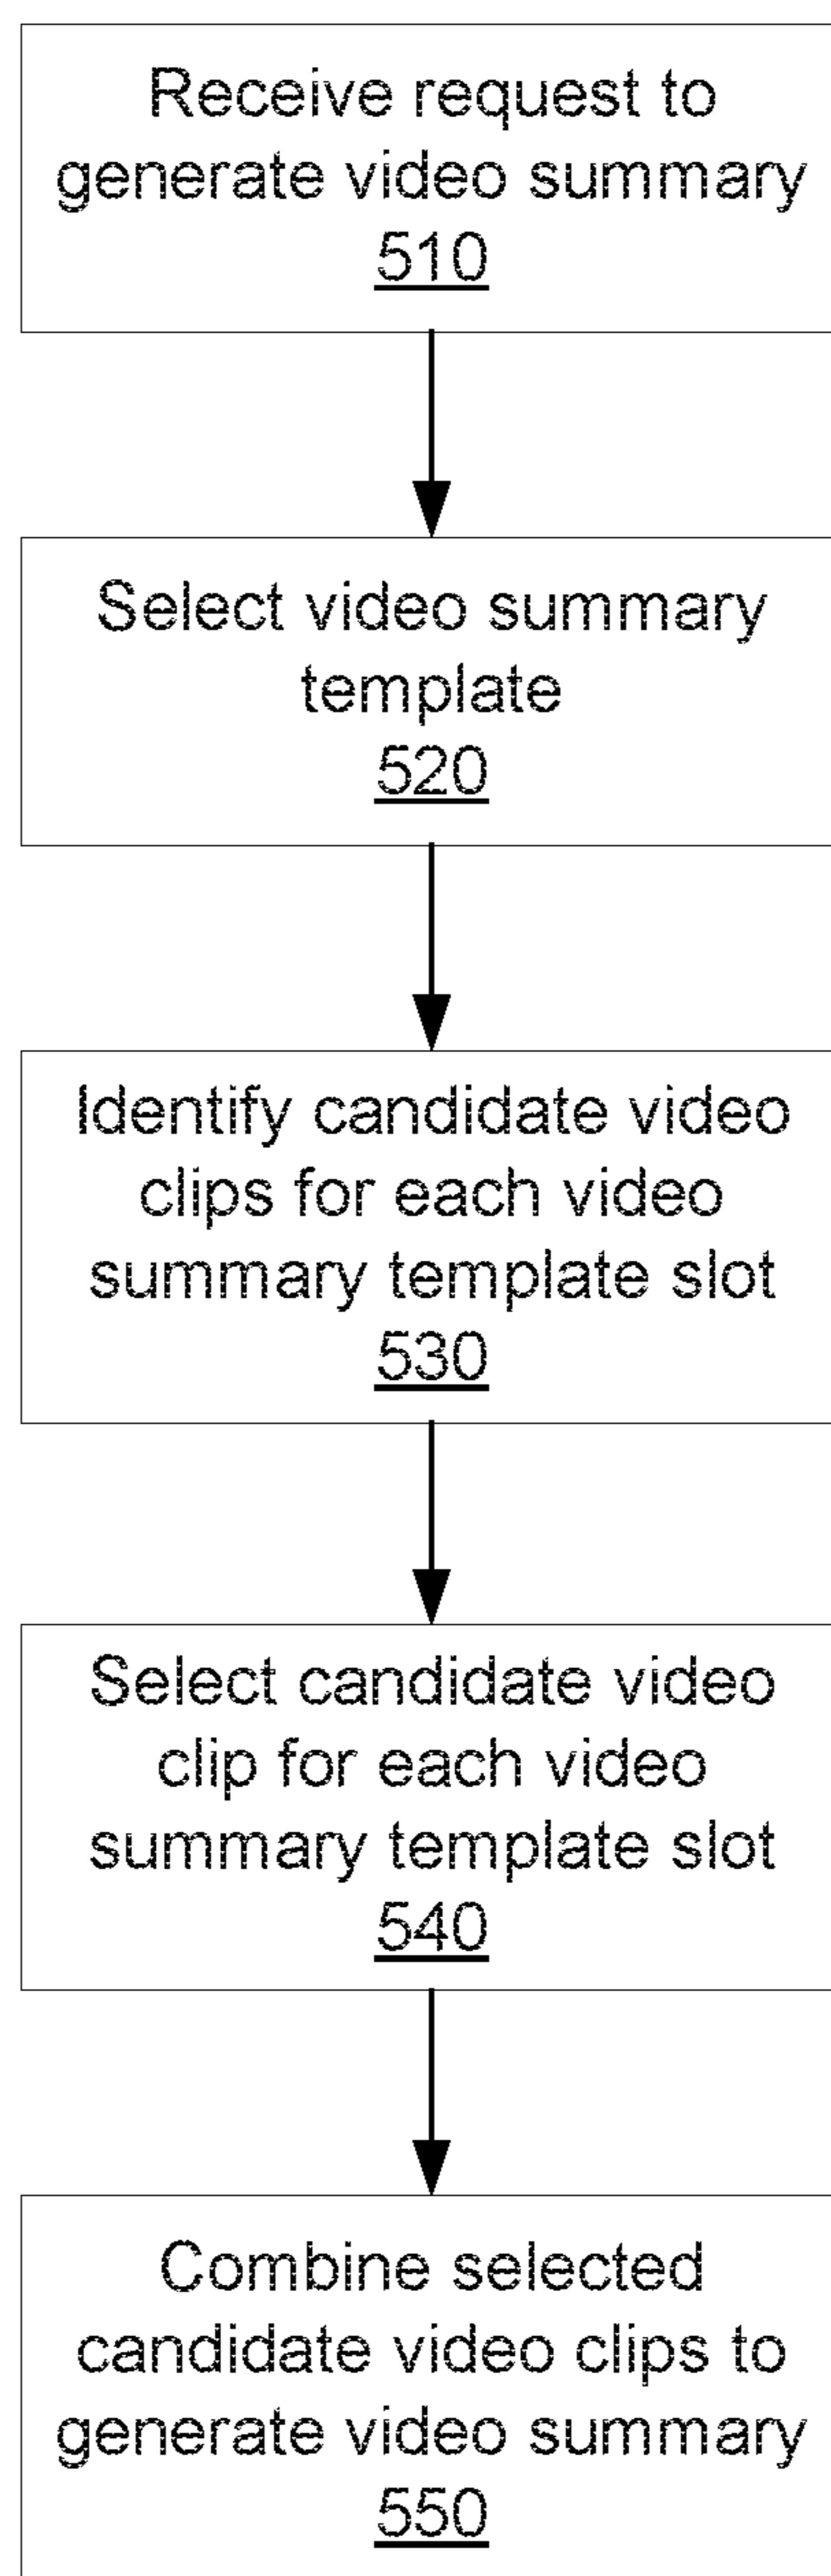 Receive request to
generate video summary
510
Select video summary
template
520
Identify candidate video
clips for each video
summary template slot
530
Select candidate video
clip for each video
summary template slot
540
Combine selected
candidate video clips to
generate video summary
550